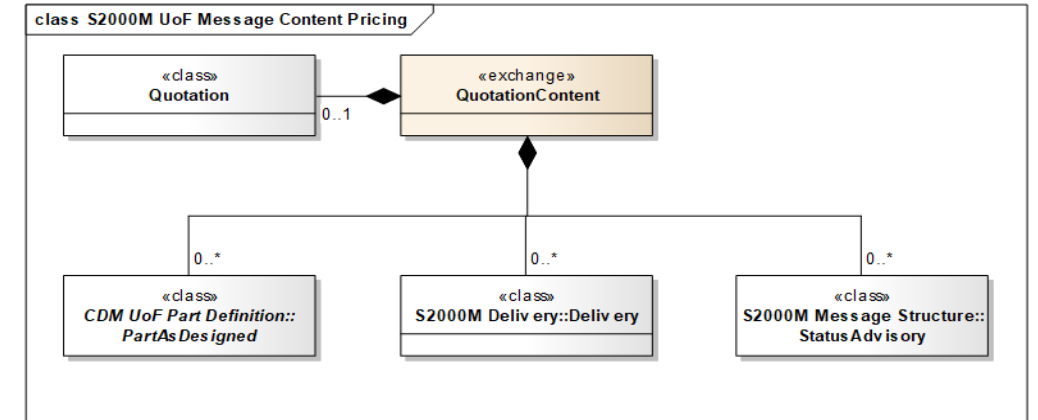 class S2000M UoF Message Content Pricing
«class»
Quotation
0..1
«exchange»
QuotationContent
0..*
0..*
0..*
«class»
CDM UoF Part Definition::
PartAsDesigned
«class»
S2000M Delivery::Delivery
«class»
S2000M Message Structure::
StatusAdvisory